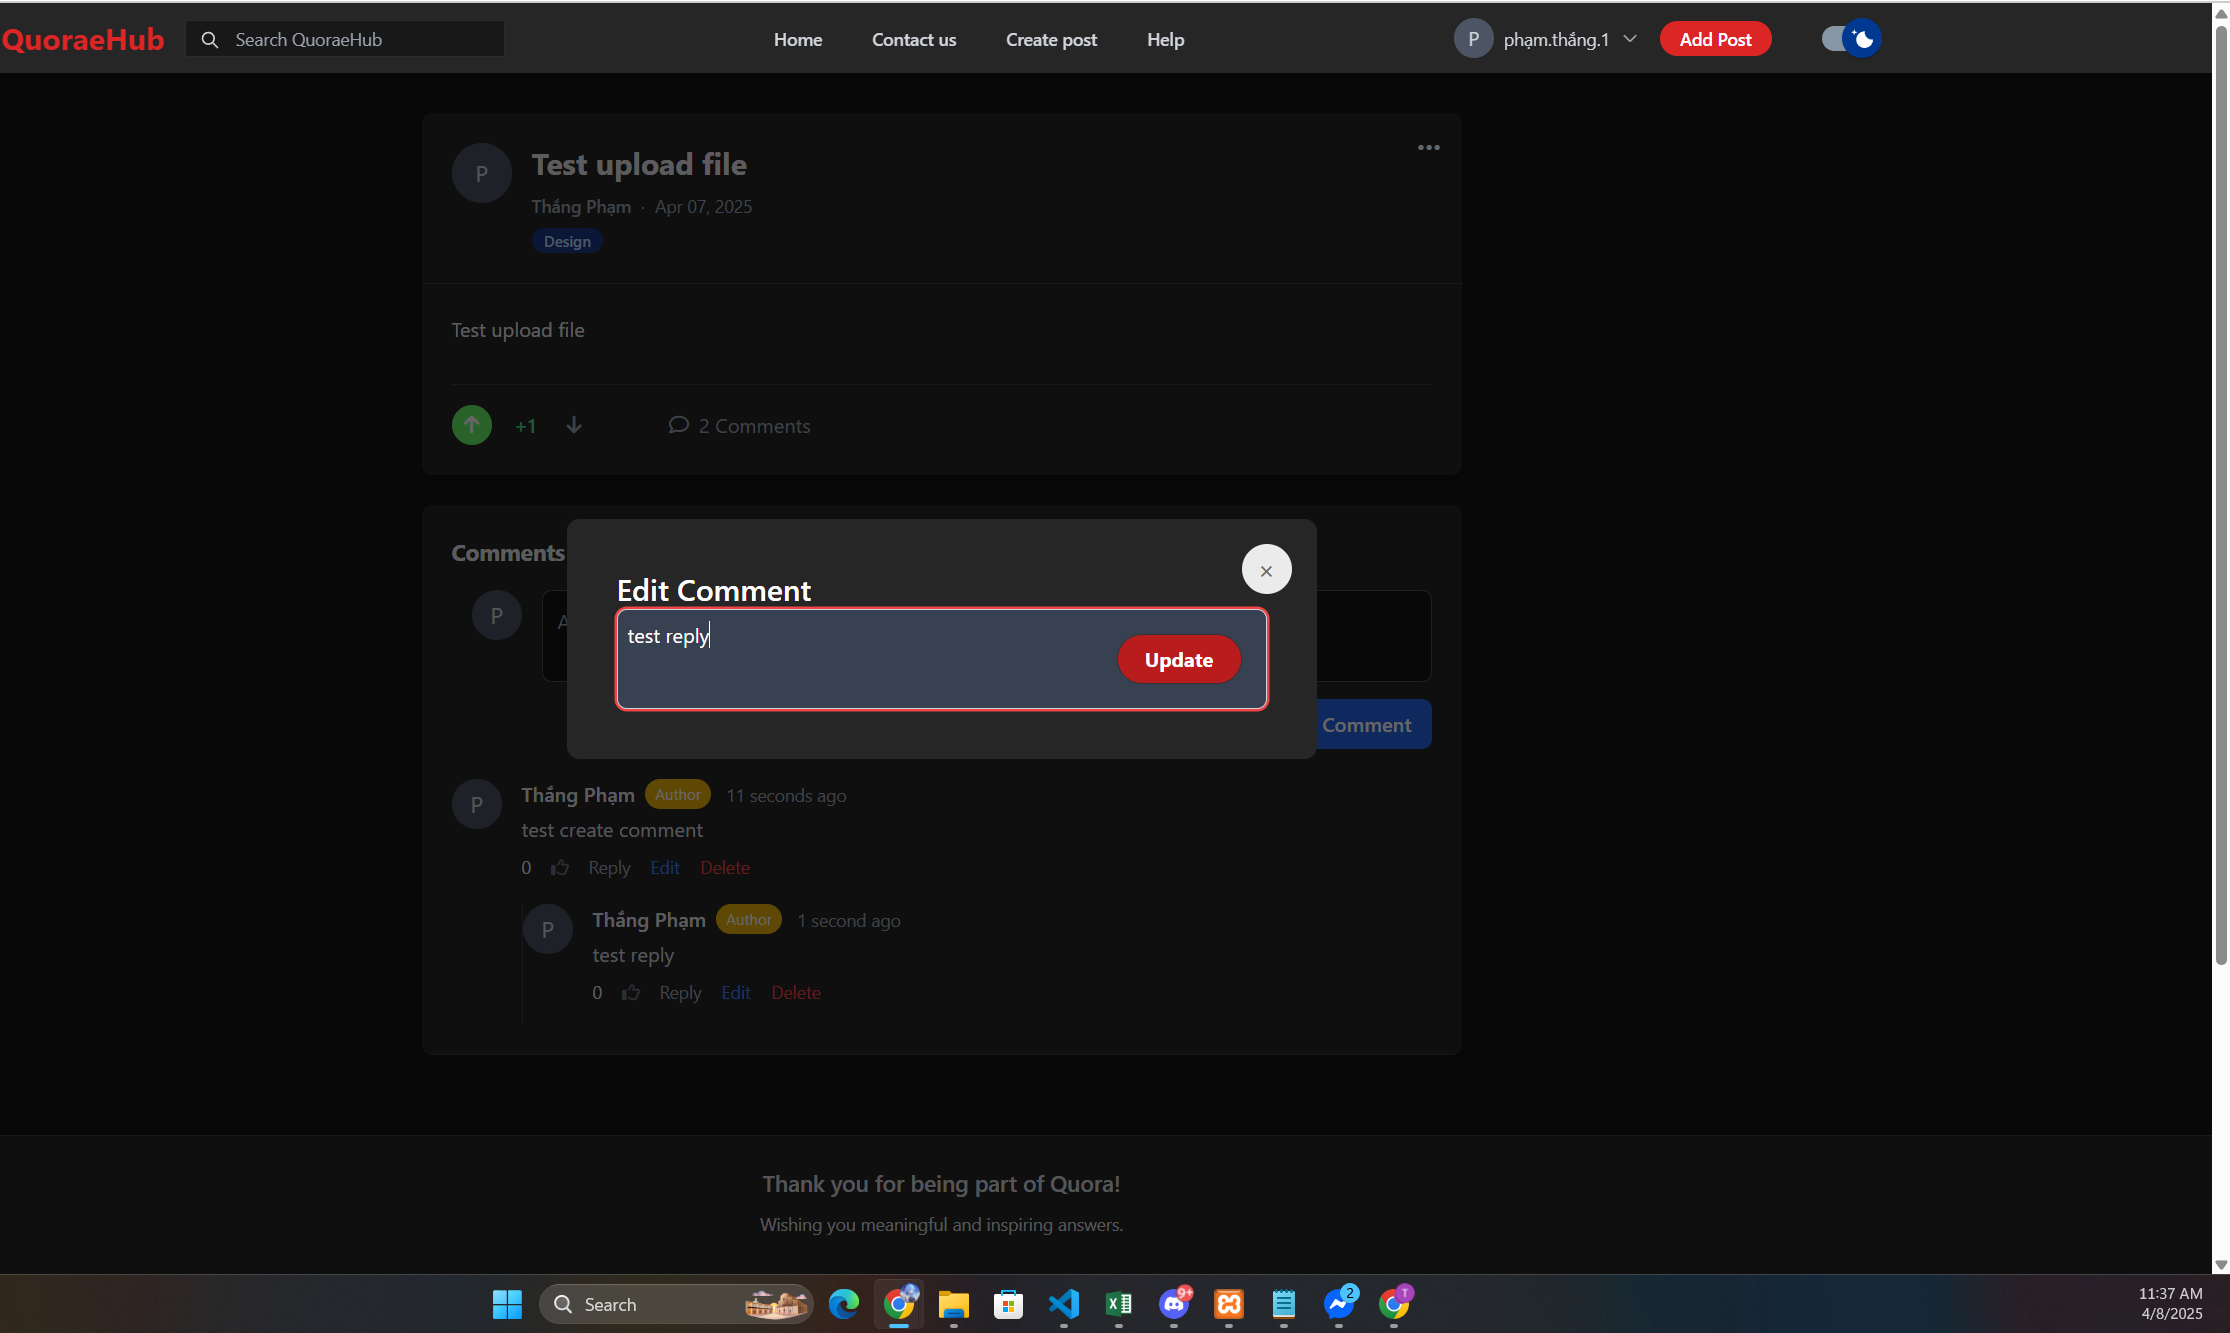 QuoraeHub
Search QuoraeHub
Home
Contact us
Create post
Help
P
phạm.thắng.1
Add Post
P
Test upload file
Thắng Phạm · Apr 07, 2025
Design
Test upload file
+1
2 Comments
Comments
P
A
Edit Comment
test reply
Update
Comment
P
Thắng Phạm
Author
11 seconds ago
test create comment
0
Reply
Edit
Delete
P
Thắng Phạm
Author
1 second ago
test reply
0
Reply
Edit
Delete
Thank you for being part of Quora!
Wishing you meaningful and inspiring answers.
Search
9+
2
T
11:37 AM
4/8/2025